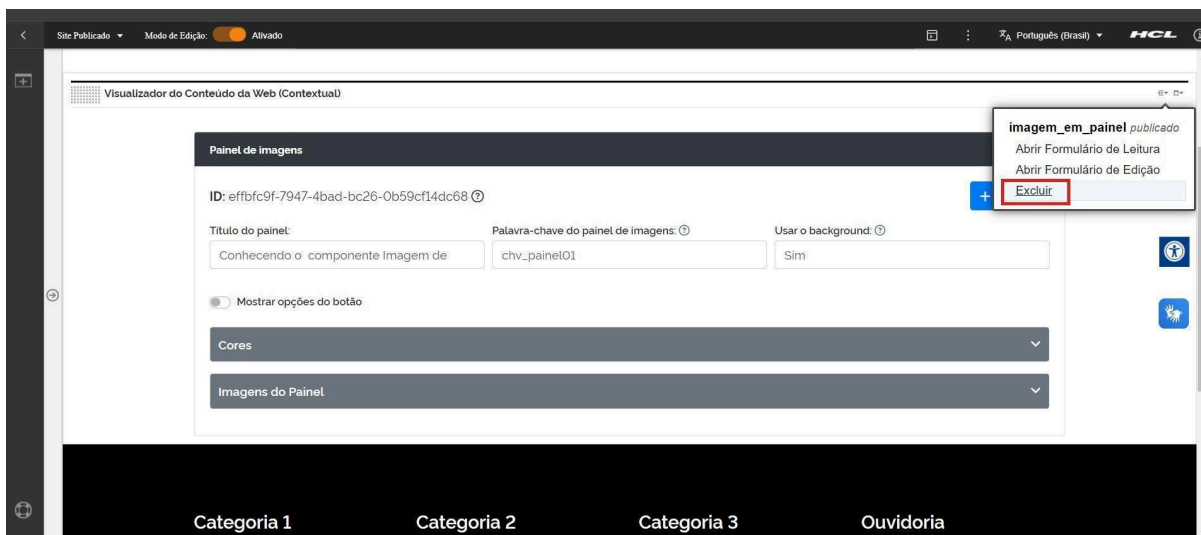 Site Publicado Modo de Edição: Ativado Português (Brasil) HCL
Visualizador do Conteúdo da Web (Contextual)
imagem_em_painel publicado
Abrir Formulário de Leitura
Abrir Formulário de Edição
Excluir
Painel de imagens
ID: effbfc9f-7947-4bad-bc26-0b59cf14dc68
+
Título do painel: Palavra-chave do painel de imagens: Usar o background:
Conhecendo o componente Imagem de chv_painel01 Sim
Mostrar opções do botão
Cores
Imagens do Painel
Categoria 1 Categoria 2 Categoria 3 Ouvidoria